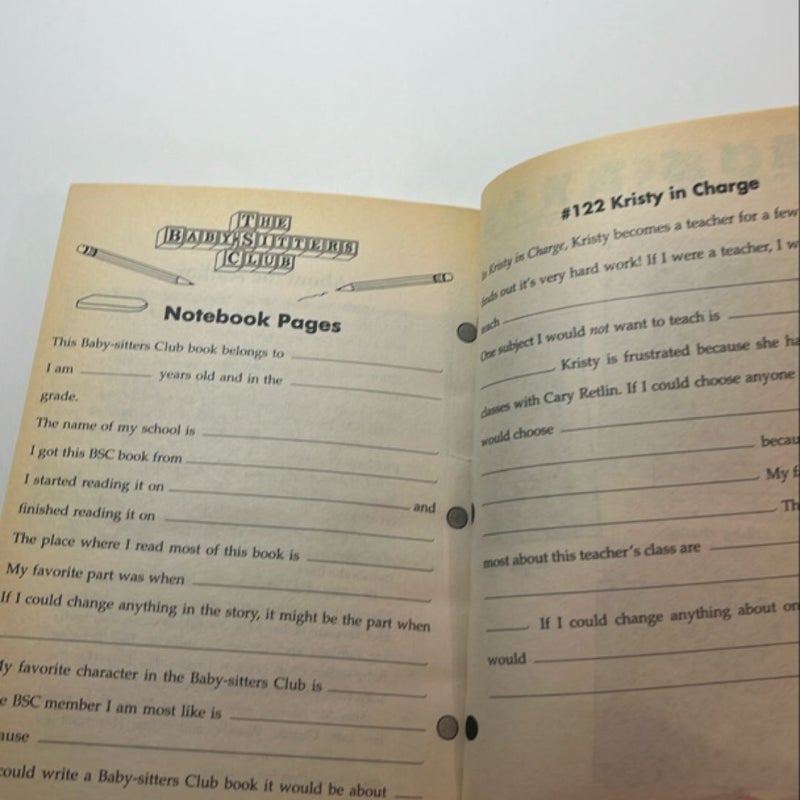 THE
BABY-SITTERS
CLUB
Notebook Pages
This Baby-sitters Club book belongs to
I am years old and in the
grade.
The name of my school is
I got this BSC book from
I started reading it on and
finished reading it on
The place where I read most of this book is
My favorite part was when
If I could change anything in the story, it might be the part when
My favorite character in the Baby-sitters Club is
BSC member I am most like is
could write a Baby-sitters Club book it would be about
#122 Kristy in Charge
Kristy in Charge, Kristy becomes a teacher for a few
finds out it's very hard work! If I were a teacher, I
One subject I would not want to teach is
Kristy is frustrated because she
classes with Cary Retlin. If I could choose anyone
would choose
My
most about this teacher's class are
If I could change anything about
would